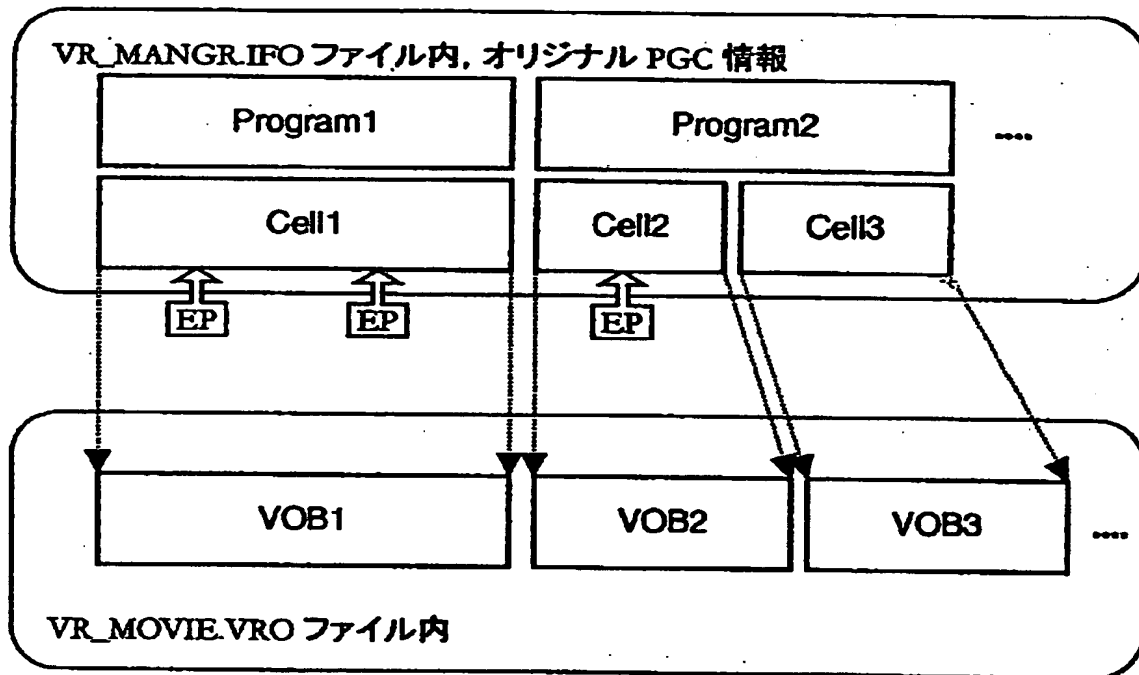 VR_MANGR.IFO ファイル内, オリジナル PGC 情報
Program1 Program2 ....
Cell1 Cell2 Cell3
EP EP EP
VOB1 VOB2 VOB3 ....
VR_MOVIE.VRO ファイル内